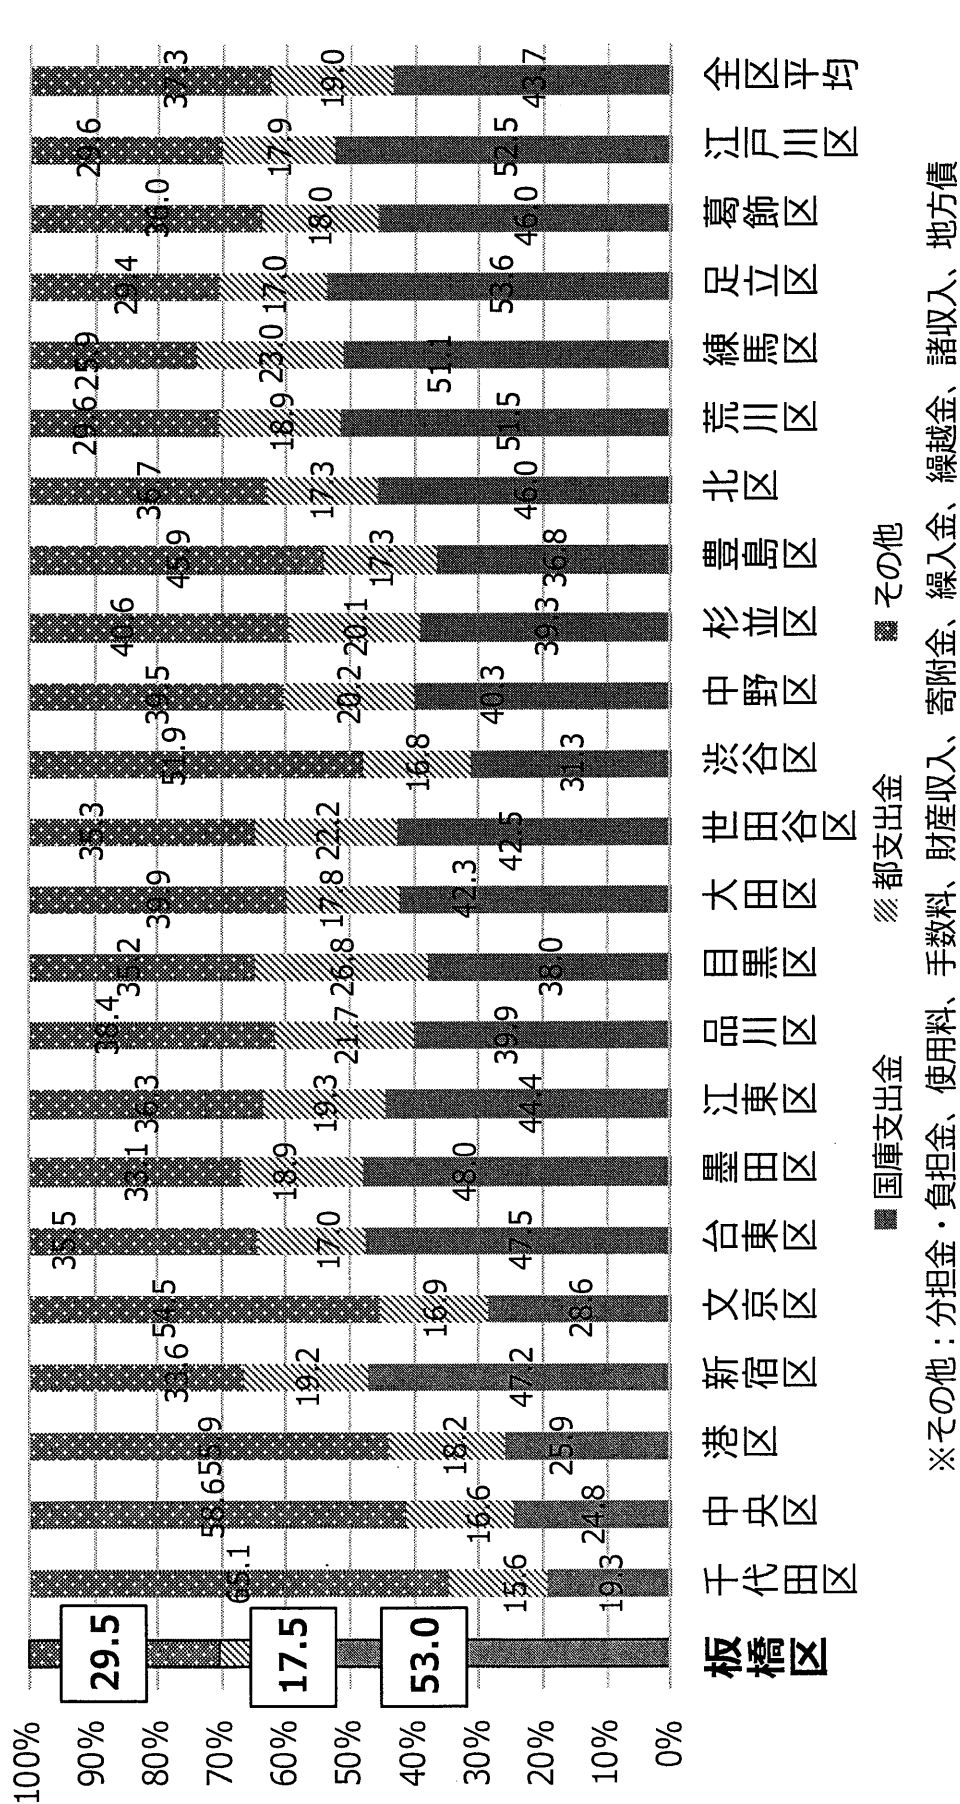 100%
90%
80%
70%
60%
50%
40%
30%
20%
10%
0%
29.5
17.5
53.0
65.1
15.6
19.3
58.6
16.6
24.8
55.9
18.2
25.9
33.6
19.2
47.2
54.5
16.9
28.6
35.5
17.0
47.5
33.1
18.9
48.0
36.3
19.3
44.4
38.4
21.7
39.9
35.2
26.8
38.0
39.9
17.8
42.3
35.3
22.2
42.5
51.9
16.8
31.3
39.5
20.2
40.3
40.6
20.1
39.3
45.9
17.3
36.8
36.7
17.3
46.0
29.6
18.9
51.5
25.9
23.0
51.1
29.4
17.0
53.6
36.0
18.0
46.0
29.6
17.9
52.5
37.3
19.0
43.7
板橋区
千代田区
中央区
港区
新宿区
文京区
台東区
墨田区
江東区
品川区
目黒区
大田区
世田谷区
渋谷区
中野区
杉並区
豊島区
北区
荒川区
練馬区
足立区
葛飾区
江戸川区
全区平均
国庫支出金
都支出金
その他
※その他：分担金・負担金、使用料、手数料、財産収入、寄附金、繰入金、繰越金、諸収入、地方債